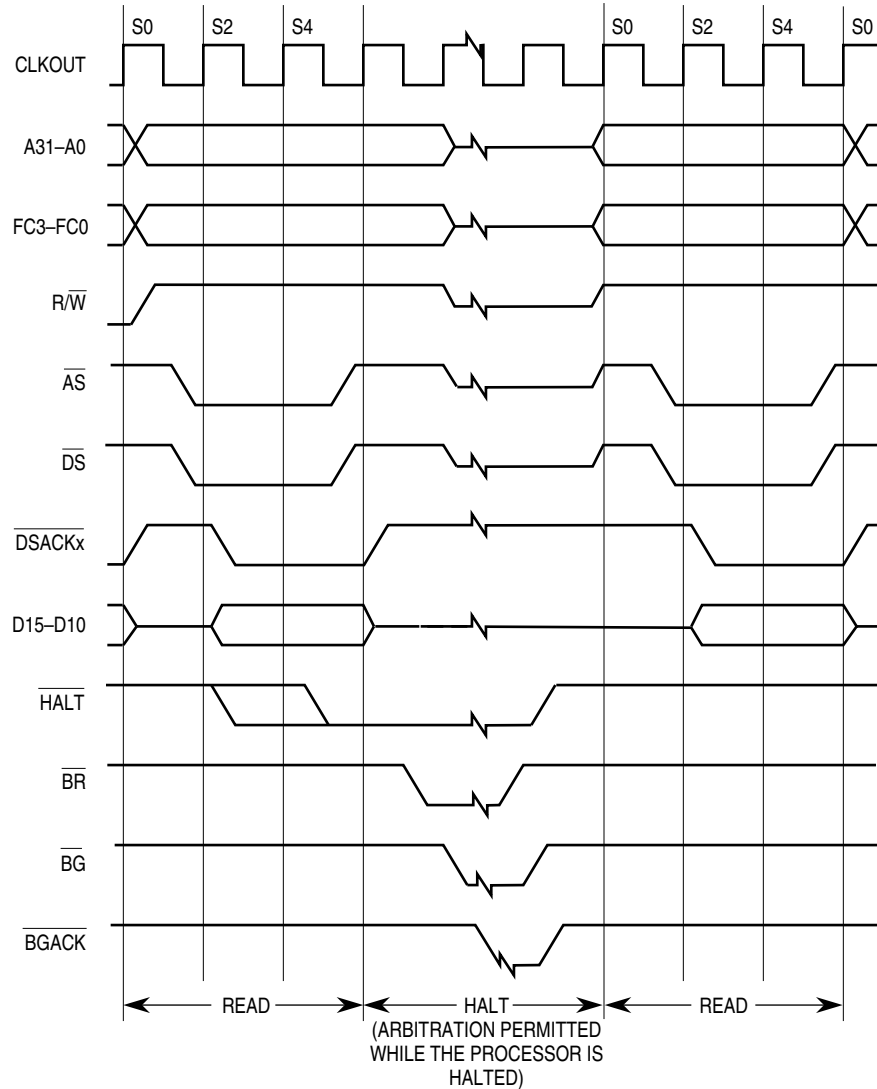 S0 S2 S4 S0 S2 S4 S0
CLKOUT
A31–A0
FC3–FC0
R/W
AS
DS
DSACKx
D15–D10
HALT
BR
BG
BGACK
READ HALT READ
(ARBITRATION PERMITTED
WHILE THE PROCESSOR IS
HALTED)